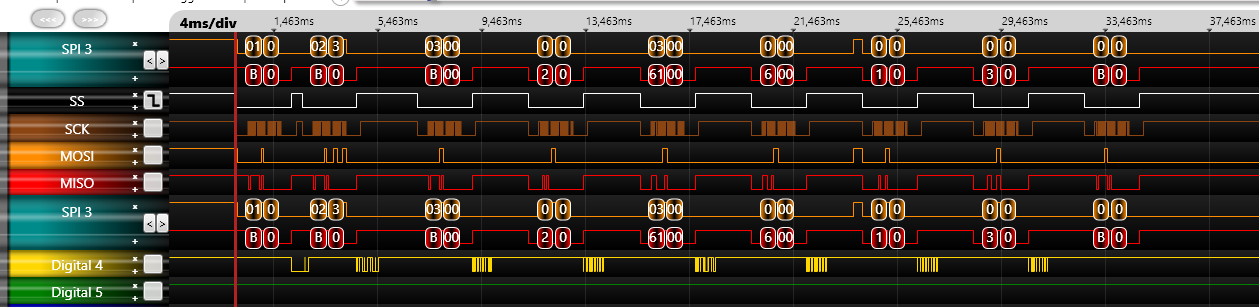 <<< >>>
4ms/div 1,463ms 5,463ms 9,463ms 13,463ms 17,463ms 21,463ms 25,463ms 29,463ms 33,463ms 37,463ms
SPI 3 < > 01 0 02 3 03 00 0 0 03 00 0 00 0 0 0 0 0 0
B 0 B 0 B 00 2 0 61 00 6 00 1 0 3 0 B 0
SS
SCK
MOSI
MISO
SPI 3 < > 01 0 02 3 03 00 0 0 03 00 0 00 0 0 0 0 0 0
B 0 B 0 B 00 2 0 61 00 6 00 1 0 3 0 B 0
Digital 4
Digital 5